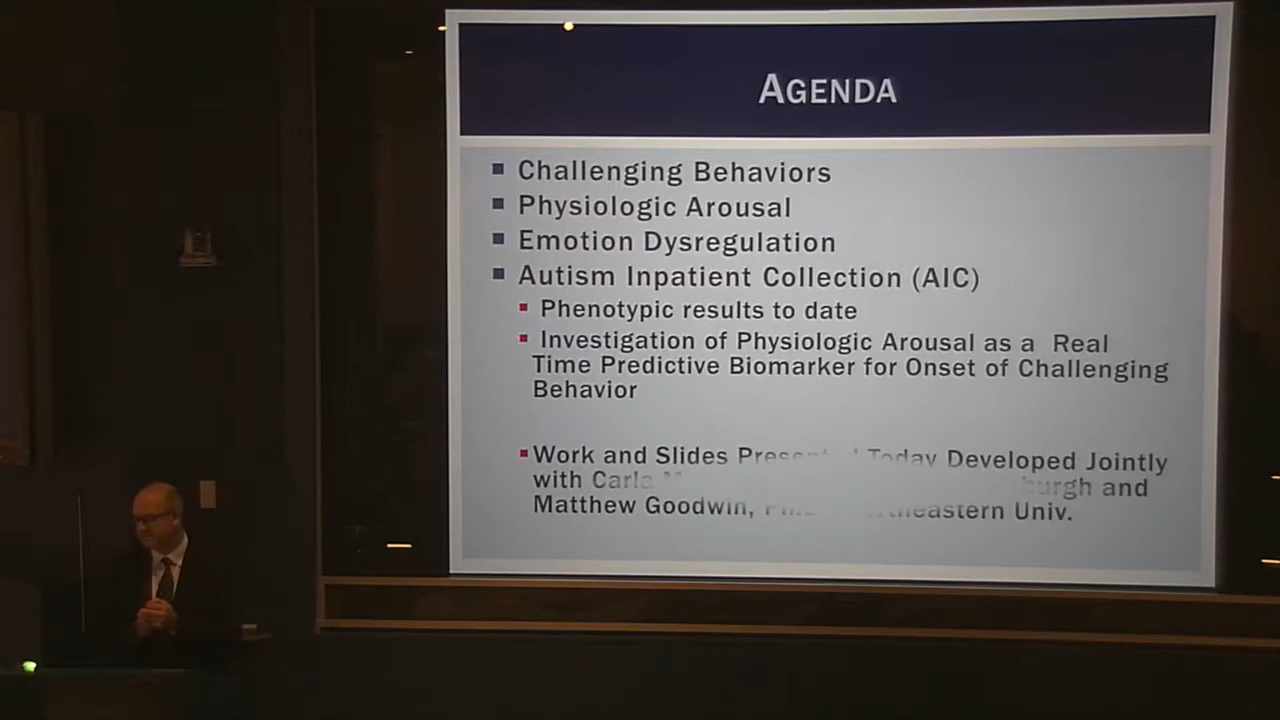 AGENDA
Challenging Behaviors
Physiologic Arousal
Emotion Dysregulation
Autism Inpatient Collection (AIC)
Phenotypic results to date
Investigation of Physiologic Arousal as a Real
Time Predictive Biomarker for Onset of Challenging
Behavior
Work and Slides Today Developed Jointly
with and
Matthew Goodwin, Univ.